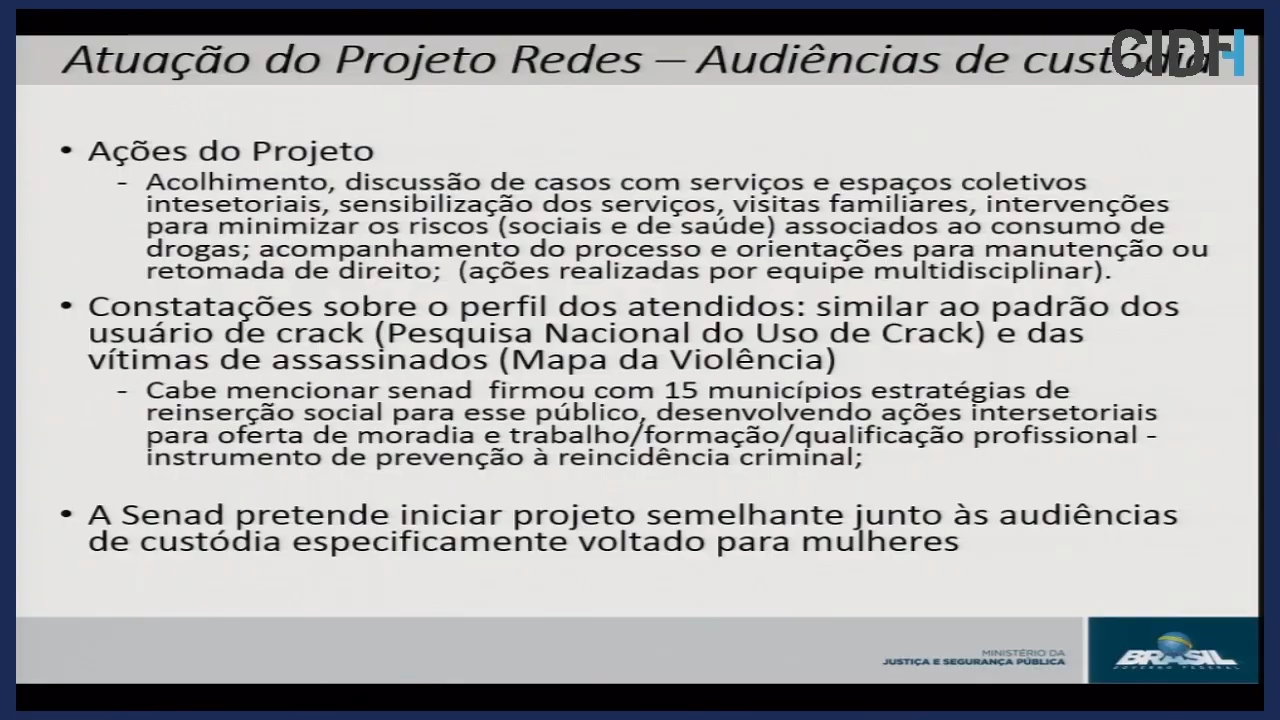 Atuação do Projeto Redes – Audiências de custódia
CIDH
• Ações do Projeto
- Acolhimento, discussão de casos com serviços e espaços coletivos
intesetoriais, sensibilização dos serviços, visitas familiares, intervenções
para minimizar os riscos (sociais e de saúde) associados ao consumo de
drogas; acompanhamento do processo e orientações para manutenção ou
retomada de direito; (ações realizadas por equipe multidisciplinar).
• Constatações sobre o perfil dos atendidos: similar ao padrão dos
usuário de crack (Pesquisa Nacional do Uso de Crack) e das
vítimas de assassinados (Mapa da Violência)
- Cabe mencionar senad firmou com 15 municípios estratégias de
reinserção social para esse público, desenvolvendo ações intersetoriais
para oferta de moradia e trabalho/formação/qualificação profissional -
instrumento de prevenção à reincidência criminal;
• A Senad pretende iniciar projeto semelhante junto às audiências
de custódia especificamente voltado para mulheres
MINISTÉRIO DA
JUSTIÇA E SEGURANÇA PÚBLICA
BRASIL
GOVERNO FEDERAL